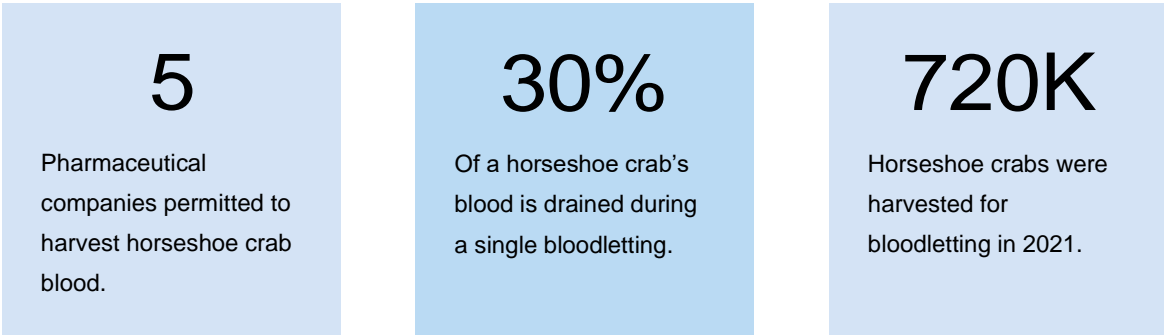 5
Pharmaceutical
companies permitted to
harvest horseshoe crab
blood.
30%
Of a horseshoe crab’s
blood is drained during
a single bloodletting.
720K
Horseshoe crabs were
harvested for
bloodletting in 2021.